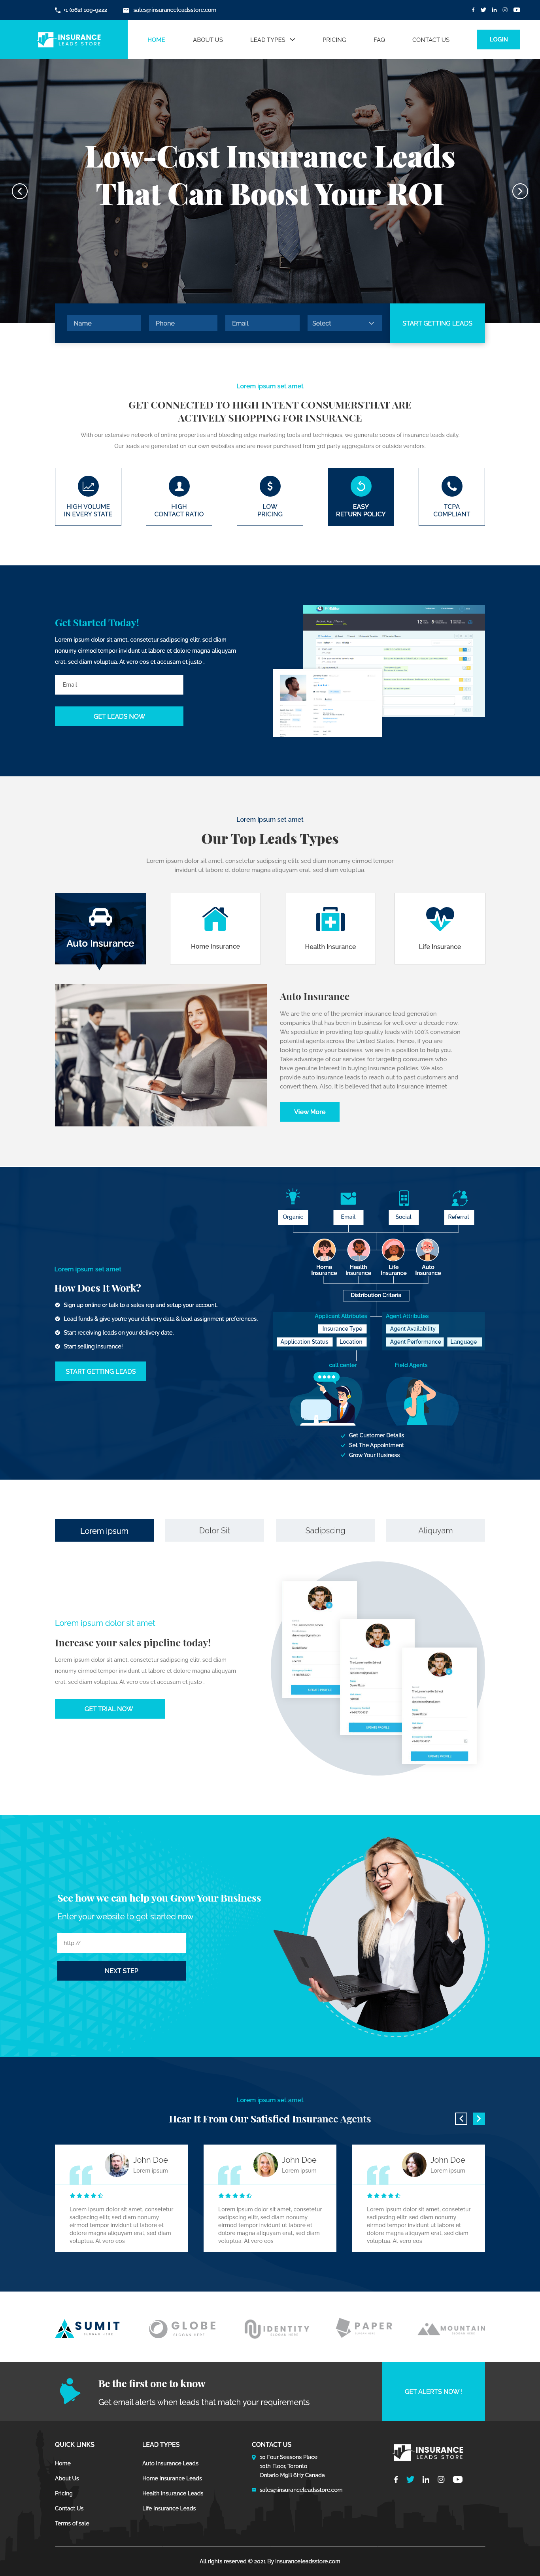 +1 (062) 109-9222
sales@insuranceleadsstore.com
INSURANCE
LEADS STORE
HOME
ABOUT US
LEAD TYPES
PRICING
FAQ
CONTACT US
LOGIN
Low-Cost Insurance Leads
That Can Boost Your ROI
Name
Phone
Email
Select
START GETTING LEADS
Lorem ipsum set amet
GET CONNECTED TO HIGH INTENT CONSUMERSTHAT ARE
ACTIVELY SHOPPING FOR INSURANCE
With our extensive network of online properties and bleeding edge marketing tools and techniques, we generate 1000s of insurance leads daily.
Our leads are generated on our own websites and are never purchased from 3rd party aggregators or outside vendors.
HIGH VOLUME
IN EVERY STATE
HIGH
CONTACT RATIO
LOW
PRICING
EASY
RETURN POLICY
TCPA
COMPLIANT
Get Started Today!
Lorem ipsum dolor sit amet, consetetur sadipscing elitr, sed diam
nonumy eirmod tempor invidunt ut labore et dolore magna aliquyam
erat, sed diam voluptua. At vero eos et accusam et justo .
Email
GET LEADS NOW
Lorem ipsum set amet
Our Top Leads Types
Lorem ipsum dolor sit amet, consetetur sadipscing elitr, sed diam nonumy eirmod tempor
invidunt ut labore et dolore magna aliquyam erat, sed diam voluptua.
Auto Insurance
Home Insurance
Health Insurance
Life Insurance
Auto Insurance
We are the one of the premier insurance lead generation
companies that has been in business for well over a decade now.
We specialize in providing top quality leads with 100% conversion
potential agents across the United States. Hence, if you are
looking to grow your business, we are in a position to help you.
Take advantage of our services for targeting consumers who
have genuine interest in buying insurance policies. We also
provide auto insurance leads to reach out to past customers and
convert them. Also, it is believed that auto insurance internet
View More
Organic
Email
Social
Referral
Home
Insurance
Health
Insurance
Life
Insurance
Auto
Insurance
Distribution Criteria
Applicant Attributes
Agent Attributes
Insurance Type
Agent Availability
Application Status
Location
Agent Performance
Language
call center
Field Agents
Get Customer Details
Set The Appointment
Grow Your Business
Lorem ipsum set amet
How Does It Work?
Sign up online or talk to a sales rep and setup your account.
Load funds & give you're your delivery data & lead assignment preferences.
Start receiving leads on your delivery date.
Start selling insurance!
START GETTING LEADS
Lorem ipsum
Dolor Sit
Sadipscing
Aliquyam
Lorem ipsum dolor sit amet
Increase your sales pipeline today!
Lorem ipsum dolor sit amet, consetetur sadipscing elitr, sed diam
nonumy eirmod tempor invidunt ut labore et dolore magna aliquyam
erat, sed diam voluptua. At vero eos et accusam et justo .
GET TRIAL NOW
UPDATE PROFILE
UPDATE PROFILE
UPDATE PROFILE
See how we can help you Grow Your Business
Enter your website to get started now
http://
NEXT STEP
Lorem ipsum set amet
Hear It From Our Satisfied Insurance Agents
John Doe
Lorem ipsum
Lorem ipsum dolor sit amet, consetetur
sadipscing elitr, sed diam nonumy
eirmod tempor invidunt ut labore et
dolore magna aliquyam erat, sed diam
voluptua. At vero eos
John Doe
Lorem ipsum
Lorem ipsum dolor sit amet, consetetur
sadipscing elitr, sed diam nonumy
eirmod tempor invidunt ut labore et
dolore magna aliquyam erat, sed diam
voluptua. At vero eos
John Doe
Lorem ipsum
Lorem ipsum dolor sit amet, consetetur
sadipscing elitr, sed diam nonumy
eirmod tempor invidunt ut labore et
dolore magna aliquyam erat, sed diam
voluptua. At vero eos
SUMIT
SLOGAN HERE
GLOBE
SLOGAN HERE
IDENTITY
SLOGAN HERE
PAPER
MOUNTAIN
Be the first one to know
Get email alerts when leads that match your requirements
GET ALERTS NOW !
QUICK LINKS
Home
About Us
Pricing
Contact Us
Terms of sale
LEAD TYPES
Auto Insurance Leads
Home Insurance Leads
Health Insurance Leads
Life Insurance Leads
CONTACT US
10 Four Seasons Place
10th Floor, Toronto
Ontario M9B 6H7 Canada
sales@insuranceleadsstore.com
INSURANCE
LEADS STORE
All rights reserved © 2021 By Insuranceleadsstore.com